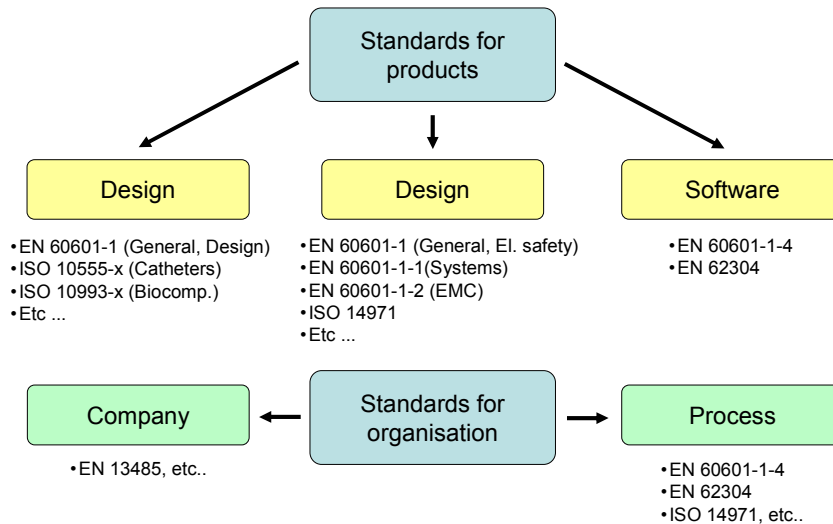 Standards for
products
Design
Design
Software
•EN 60601-1 (General, Design)
•ISO 10555-x (Catheters)
•ISO 10993-x (Biocomp.)
•Etc ...
•EN 60601-1 (General, El. safety)
•EN 60601-1-1(Systems)
•EN 60601-1-2 (EMC)
•ISO 14971
•Etc ...
•EN 60601-1-4
•EN 62304
Company
Standards for
organisation
Process
•EN 13485, etc..
•EN 60601-1-4
•EN 62304
•ISO 14971, etc..